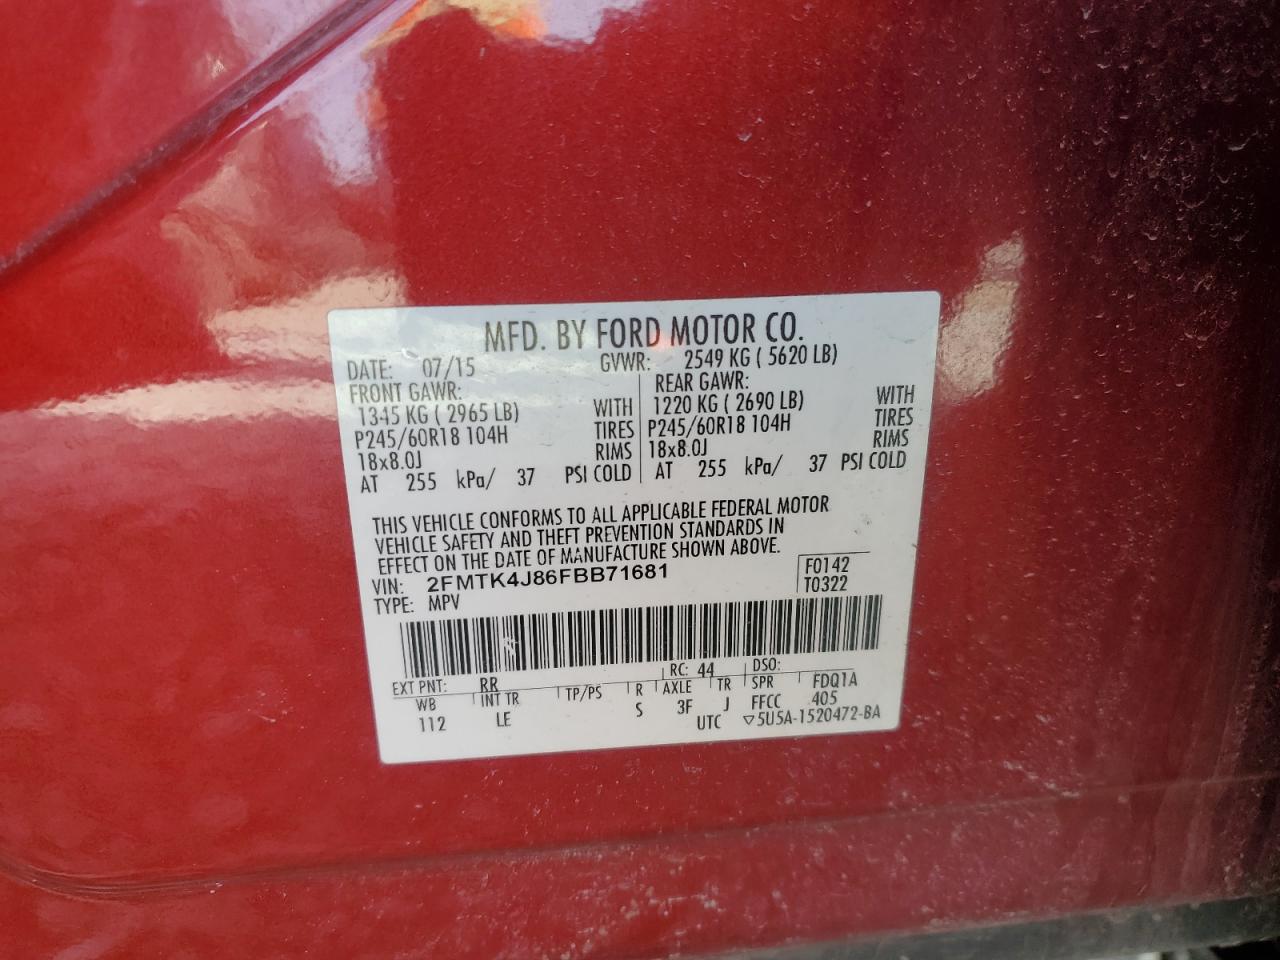 MFD. BY FORD MOTOR CO.
DATE: 07/15 GVWR: 2549 KG ( 5620 LB)
FRONT GAWR: REAR GAWR:
1345 KG ( 2965 LB) WITH 1220 KG ( 2690 LB) WITH
P245/60R18 104H TIRES P245/60R18 104H TIRES
18x8.0J RIMS 18x8.0J RIMS
AT 255 kPa/ 37 PSI COLD AT 255 kPa/ 37 PSI COLD
THIS VEHICLE CONFORMS TO ALL APPLICABLE FEDERAL MOTOR
VEHICLE SAFETY AND THEFT PREVENTION STANDARDS IN
EFFECT ON THE DATE OF MANUFACTURE SHOWN ABOVE.
VIN: 2FMTK4J86FBB71681 F0142
TYPE: MPV T0322
RC: 44 DSO:
EXT PNT: RR
WB INT TR TP/PS R AXLE TR SPR FDQ1A
112 LE S 3F J FFCC 405
UTC ▽5U5A-1520472-BA